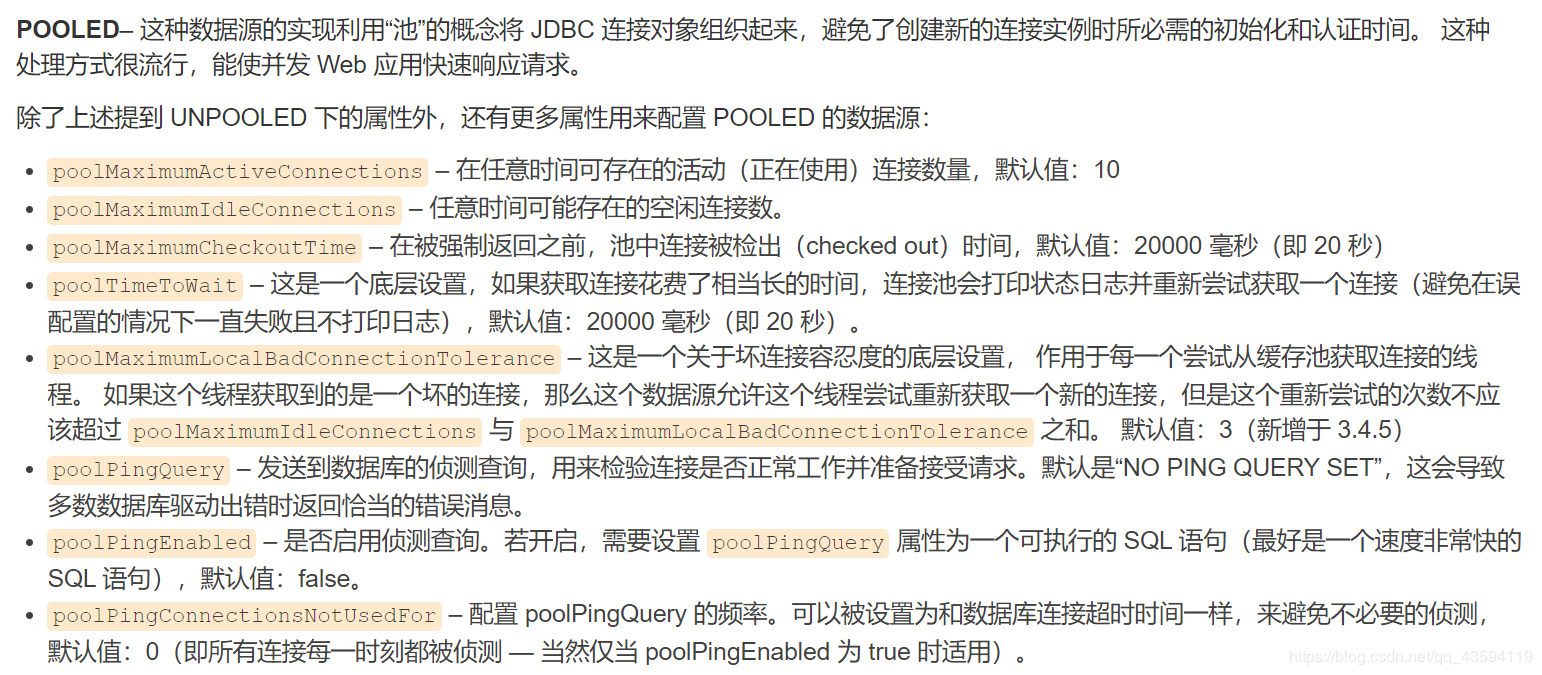 POOLED– 这种数据源的实现利用“池”的概念将 JDBC 连接对象组织起来，避免了创建新的连接实例时所必需的初始化和认证时间。 这种
处理方式很流行，能使并发 Web 应用快速响应请求。
除了上述提到 UNPOOLED 下的属性外，还有更多属性用来配置 POOLED 的数据源：
• poolMaximumActiveConnections – 在任意时间可存在的活动（正在使用）连接数量，默认值：10
• poolMaximumIdleConnections – 任意时间可能存在的空闲连接数。
• poolMaximumCheckoutTime – 在被强制返回之前，池中连接被检出（checked out）时间，默认值：20000 毫秒（即 20 秒）
• poolTimeToWait – 这是一个底层设置，如果获取连接花费了相当长的时间，连接池会打印状态日志并重新尝试获取一个连接（避免在误
配置的情况下一直失败且不打印日志），默认值：20000 毫秒（即 20 秒）。
• poolMaximumLocalBadConnectionTolerance – 这是一个关于坏连接容忍度的底层设置， 作用于每一个尝试从缓存池获取连接的线
程。 如果这个线程获取到的是一个坏的连接，那么这个数据源允许这个线程尝试重新获取一个新的连接，但是这个重新尝试的次数不应
该超过 poolMaximumIdleConnections 与 poolMaximumLocalBadConnectionTolerance 之和。 默认值：3（新增于 3.4.5）
• poolPingQuery – 发送到数据库的侦测查询，用来检验连接是否正常工作并准备接受请求。默认是“NO PING QUERY SET”，这会导致
多数数据库驱动出错时返回恰当的错误消息。
• poolPingEnabled – 是否启用侦测查询。若开启，需要设置 poolPingQuery 属性为一个可执行的 SQL 语句（最好是一个速度非常快的
SQL 语句），默认值：false。
• poolPingConnectionsNotUsedFor – 配置 poolPingQuery 的频率。可以被设置为和数据库连接超时时间一样，来避免不必要的侦测，
默认值：0（即所有连接每一时刻都被侦测 — 当然仅当 poolPingEnabled 为 true 时适用）。
https://blog.csdn.net/qq_43594119